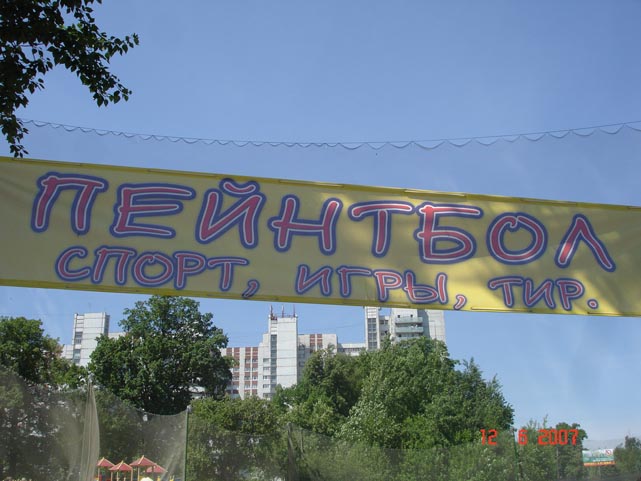 ПЕЙНТБОЛ
СПОРТ, ИГРЫ, ТИР.
12 6 2007